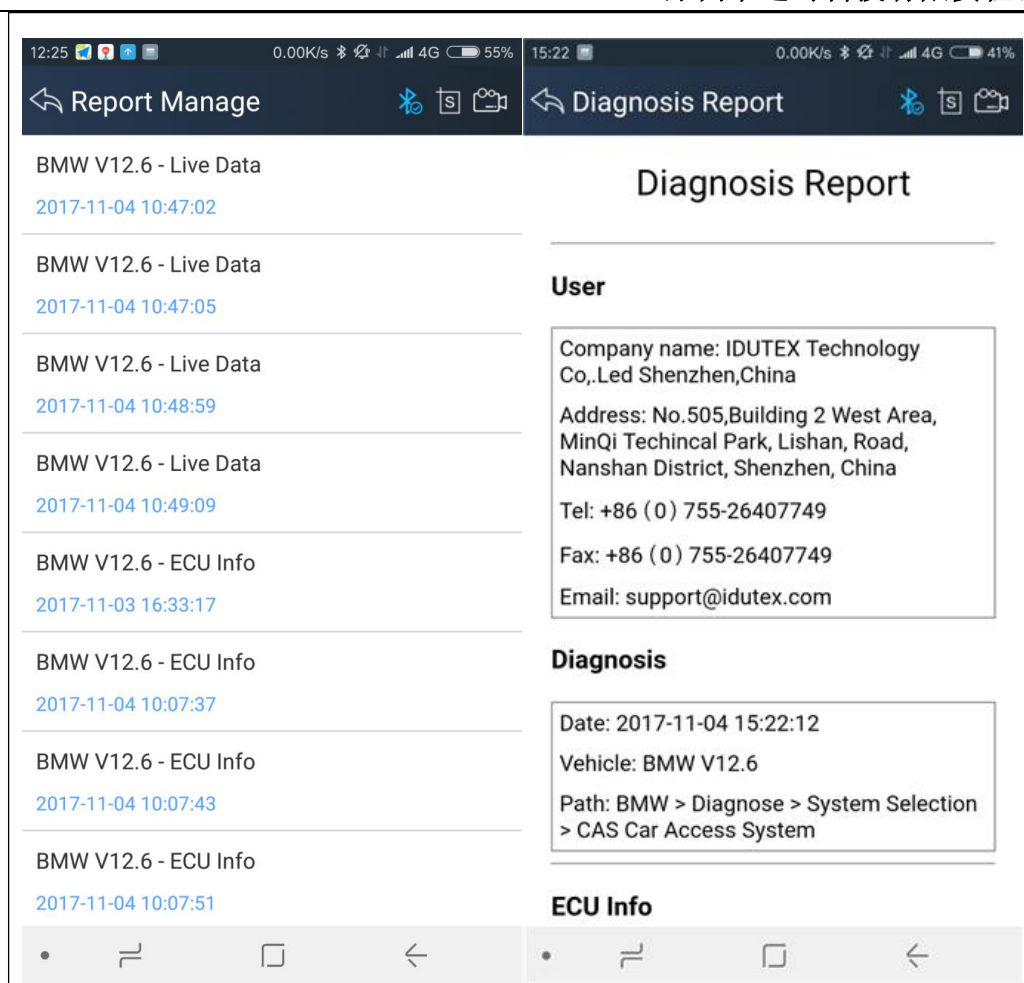 12:25 0.00K/s 4G 55%
Report Manage
BMW V12.6 - Live Data
2017-11-04 10:47:02
BMW V12.6 - Live Data
2017-11-04 10:47:05
BMW V12.6 - Live Data
2017-11-04 10:48:59
BMW V12.6 - Live Data
2017-11-04 10:49:09
BMW V12.6 - ECU Info
2017-11-03 16:33:17
BMW V12.6 - ECU Info
2017-11-04 10:07:37
BMW V12.6 - ECU Info
2017-11-04 10:07:43
BMW V12.6 - ECU Info
2017-11-04 10:07:51
15:22 0.00K/s 4G 41%
Diagnosis Report
Diagnosis Report
User
Company name: IDUTEX Technology
Co,.Led Shenzhen,China
Address: No.505,Building 2 West Area,
MinQi Techincal Park, Lishan, Road,
Nanshan District, Shenzhen, China
Tel: +86 (0) 755-26407749
Fax: +86 (0) 755-26407749
Email: support@idutex.com
Diagnosis
Date: 2017-11-04 15:22:12
Vehicle: BMW V12.6
Path: BMW > Diagnose > System Selection
> CAS Car Access System
ECU Info